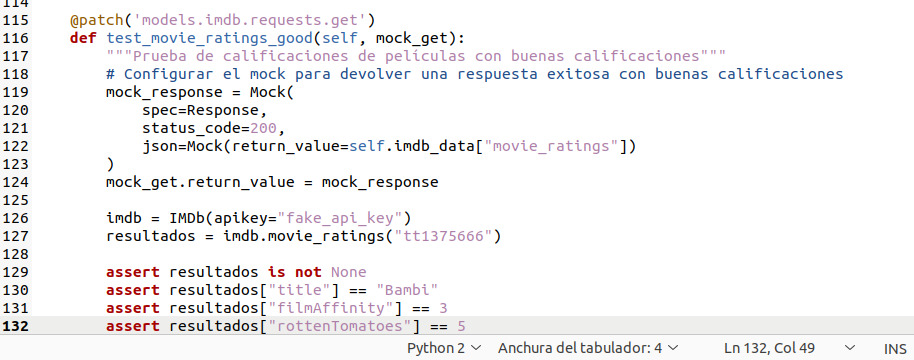 114
115     @patch('models.imdb.requests.get')
116     def test_movie_ratings_good(self, mock_get):
117         """Prueba de calificaciones de películas con buenas calificaciones"""
118         # Configurar el mock para devolver una respuesta exitosa con buenas calificaciones
119         mock_response = Mock(
120             spec=Response,
121             status_code=200,
122             json=Mock(return_value=self.imdb_data["movie_ratings"])
123         )
124         mock_get.return_value = mock_response
125
126         imdb = IMDb(apikey="fake_api_key")
127         resultados = imdb.movie_ratings("tt1375666")
128
129         assert resultados is not None
130         assert resultados["title"] == "Bambi"
131         assert resultados["filmAffinity"] == 3
132         assert resultados["rottenTomatoes"] == 5
Python 2 Anchura del tabulador: 4 Ln 132, Col 49 INS